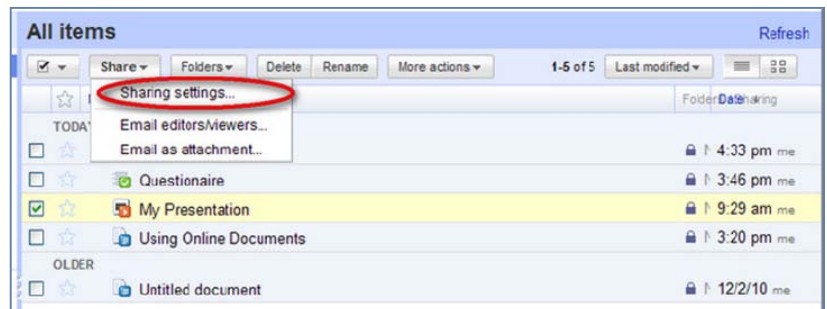 All items Refresh
Share Folders Delete Rename More actions 1-5 of 5 Last modified
Sharing settings...
Date
TODAY
Email editors/viewers...
Email as attachment...
4:33 pm me
Questionaire 3:46 pm me
My Presentation 9:29 am me
Using Online Documents 3:20 pm me
OLDER
Untitled document 12/2/10 me